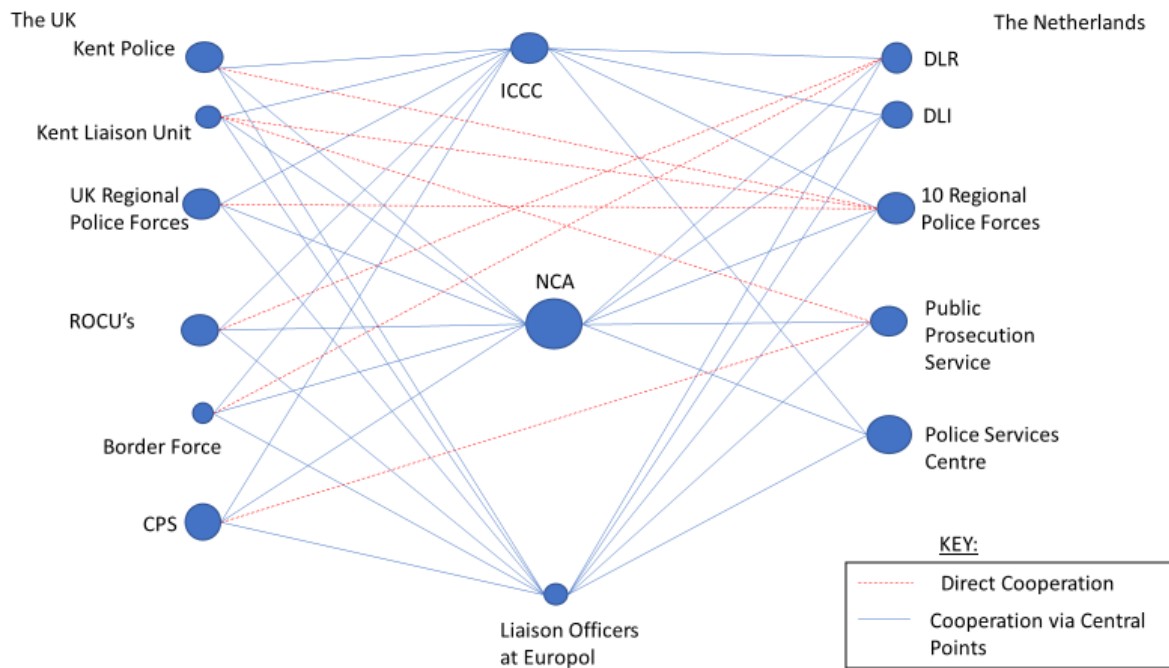 The UK
The Netherlands
Kent Police
ICCC
DLR
Kent Liaison Unit
DLI
UK Regional
Police Forces
10 Regional
Police Forces
NCA
ROCU’s
Public
Prosecution
Service
Border Force
Police Services
Centre
CPS
Liaison Officers
at Europol
KEY:
Direct Cooperation
Cooperation via Central
Points